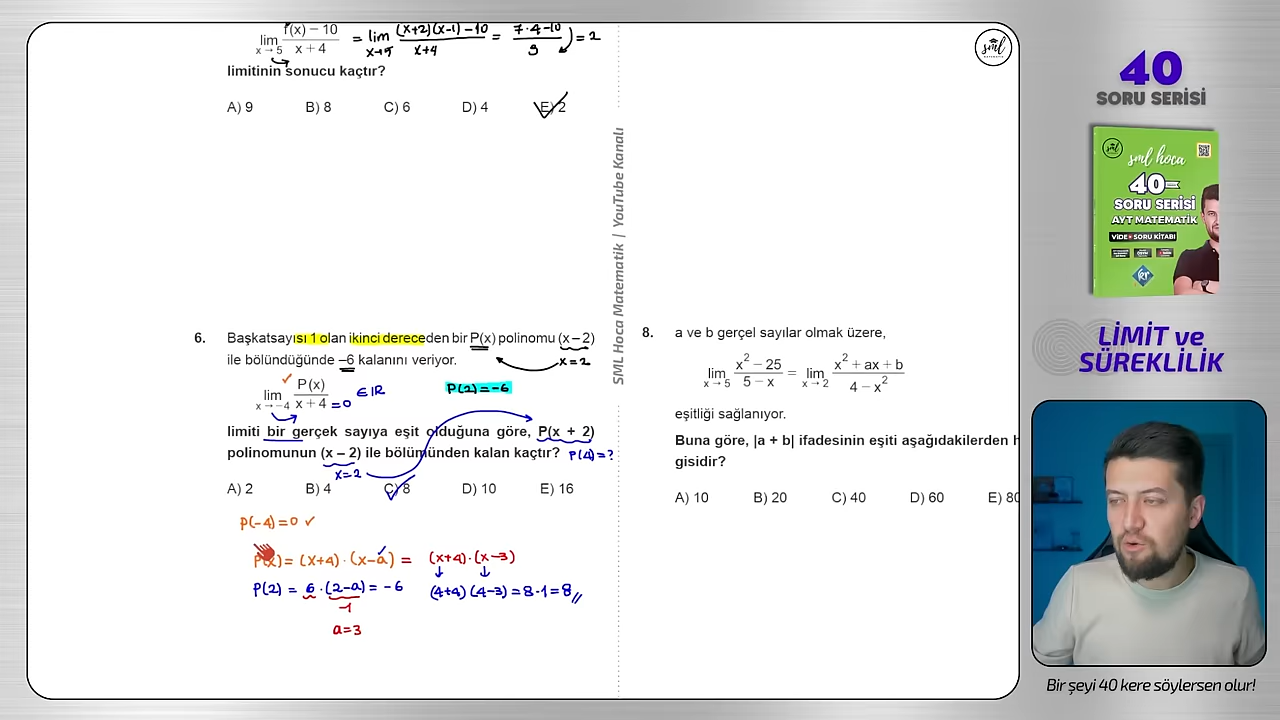 lim x→5 f(x) − 10 / x + 4 = lim x→5 (x+2)(x-1)-10 / x+4 = 7·4-10 / 9 = 2
limitinin sonucu kaçtır?
A) 9 B) 8 C) 6 D) 4 E) 2
6. Başkatsayısı 1 olan ikinci dereceden bir P(x) polinomu (x – 2)
ile bölündüğünde –6 kalanını veriyor.
x=2
lim x→ –4 P(x) / x + 4 =0 ∈ IR
P(2)=-6
limiti bir gerçek sayıya eşit olduğuna göre, P(x + 2)
polinomunun (x – 2) ile bölümünden kalan kaçtır? P(4)=?
x=2
A) 2 B) 4 C) 8 D) 10 E) 16
P(-4)=0 ✓
P(x)= (x+4)·(x-a) = (x+4)·(x-3)
P(2) = 6·(2-a) = -6 (4+4)(4-3)=8·1=8//
-1
a=3
SML Hoca Matematik | YouTube Kanalı
sml
8. a ve b gerçel sayılar olmak üzere,
lim x→5 x² – 25 / 5 – x = lim x→2 x² + ax + b / 4 – x²
eşitliği sağlanıyor.
Buna göre, |a + b| ifadesinin eşiti aşağıdakilerden h
gisidir?
A) 10 B) 20 C) 40 D) 60 E) 80
40
SORU SERİSİ
sml hoca
40
SORU SERİSİ
AYT MATEMATİK
VİDEO SORU KİTABI
LİMİT ve
SÜREKLİLİK
Bir şeyi 40 kere söylersen olur!